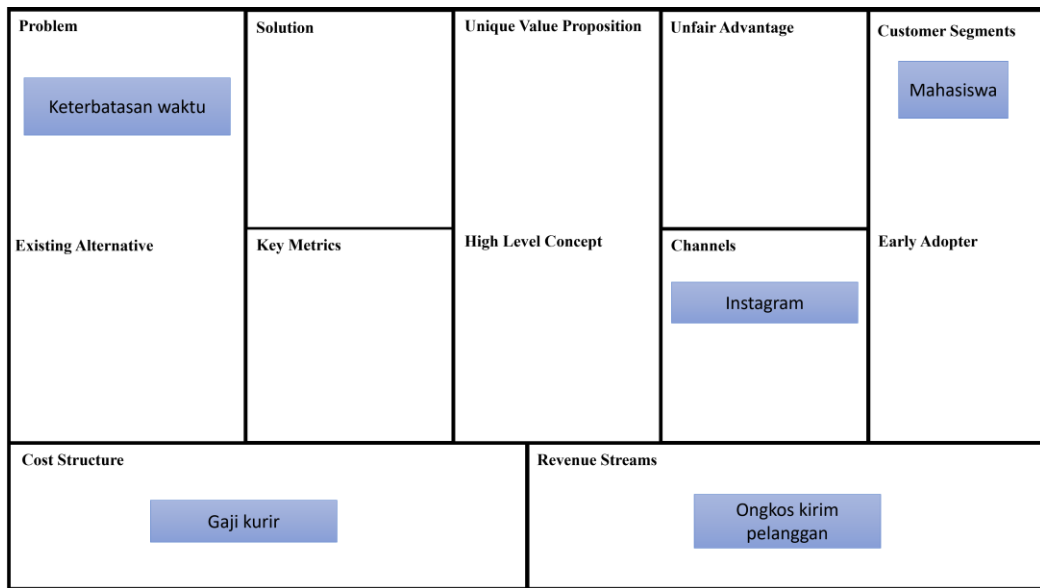 Problem
Keterbatasan waktu
Existing Alternative
Solution
Key Metrics
Unique Value Proposition
High Level Concept
Unfair Advantage
Channels
Instagram
Customer Segments
Mahasiswa
Early Adopter
Cost Structure
Gaji kurir
Revenue Streams
Ongkos kirim
pelanggan